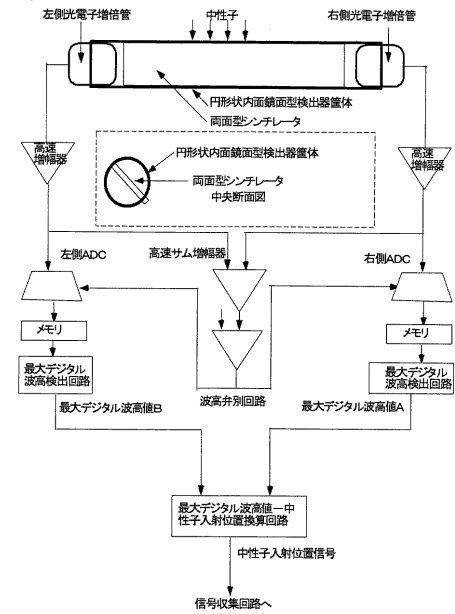 左側光電子増倍管
中性子
右側光電子増倍管
円形状内面鏡面型検出器筐体
両面型シンチレータ
高速
増幅器
高速
増幅器
円形状内面鏡面型検出器筐体
両面型シンチレータ
中央断面図
左側ADC
高速サム増幅器
右側ADC
メモリ
メモリ
最大デジタル
波高検出回路
最大デジタル
波高検出回路
最大デジタル波高値B
波高弁別回路
最大デジタル波高値A
最大デジタル波高値－中
性子入射位置換算回路
中性子入射位置信号
信号収集回路へ